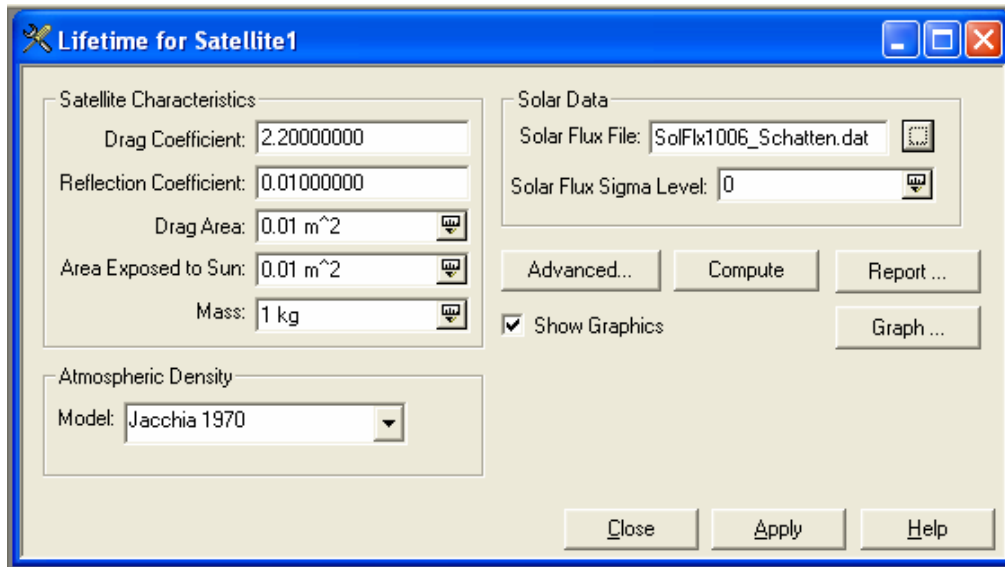 Lifetime for Satellite1
Satellite Characteristics
Drag Coefficient: 2.20000000
Reflection Coefficient: 0.01000000
Drag Area: 0.01 m^2
Area Exposed to Sun: 0.01 m^2
Mass: 1 kg
Solar Data
Solar Flux File: SolFlx1006_Schatten.dat
Solar Flux Sigma Level: 0
Advanced...
Compute
Report ...
Show Graphics
Graph ...
Atmospheric Density
Model: Jacchia 1970
Close
Apply
Help